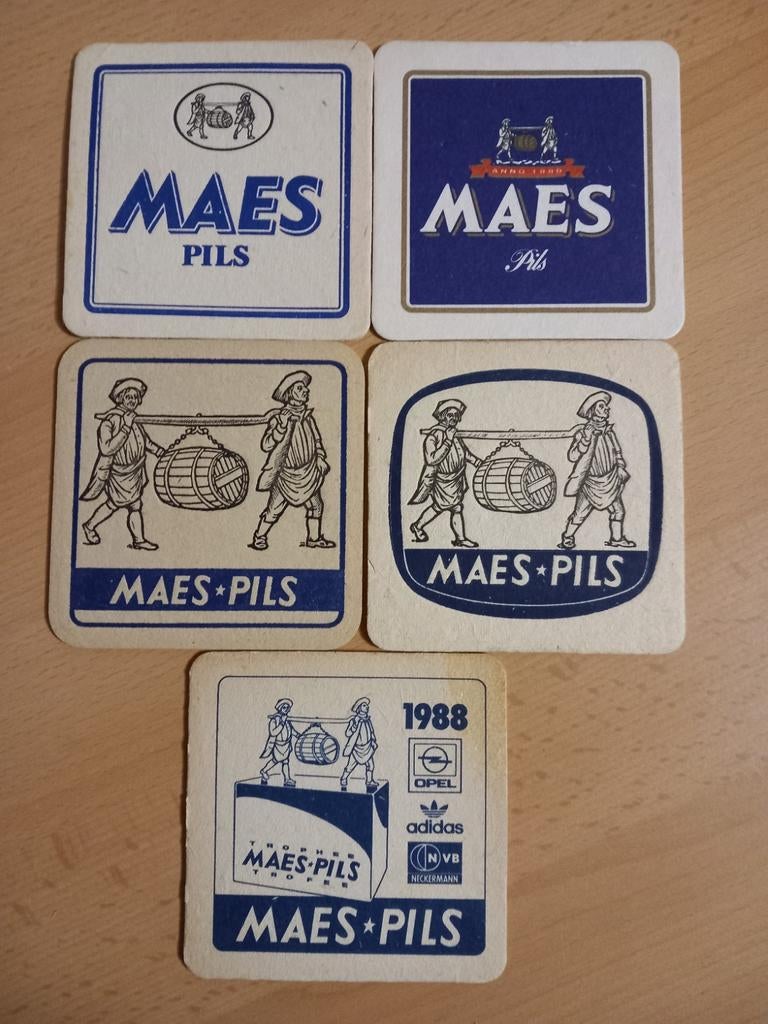 MAES
PILS
ANNO 1880
MAES
Pils
MAES★PILS
MAES★PILS
1988
OPEL
adidas
NVB
NECKERMANN
TROPHEE
MAES★PILS
TROFEE
MAES★PILS